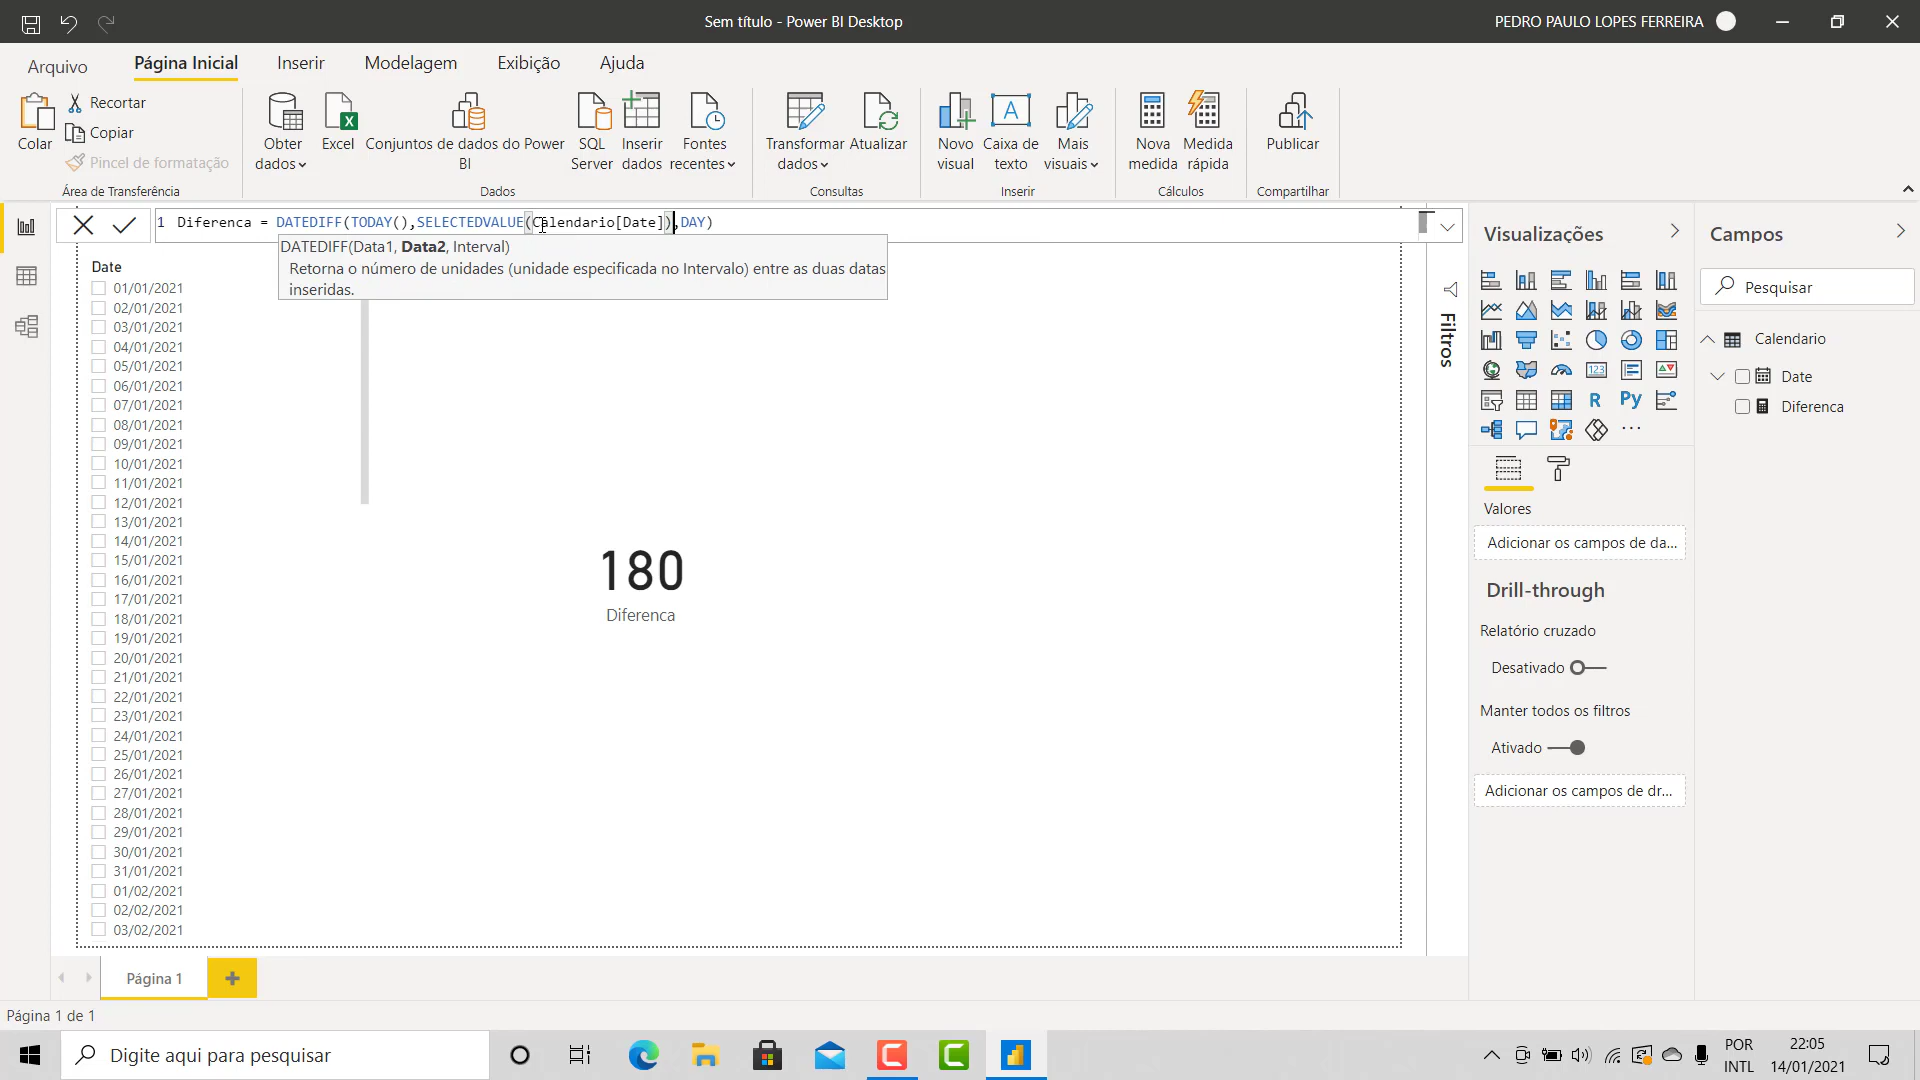 Sem título - Power BI Desktop
PEDRO PAULO LOPES FERREIRA
Arquivo
Página Inicial
Inserir
Modelagem
Exibição
Ajuda
Colar
Recortar
Copiar
Pincel de formatação
Área de Transferência
Obter dados
Excel
Conjuntos de dados do Power BI
SQL Server
Inserir dados
Fontes recentes
Dados
Transformar dados
Atualizar
Consultas
Novo visual
Caixa de texto
Mais visuais
Inserir
Nova medida
Medida rápida
Cálculos
Publicar
Compartilhar
1 Diferenca = DATEDIFF(TODAY(),SELECTEDVALUE(Calendario[Date]),DAY)
DATEDIFF(Data1, Data2, Interval)
Retorna o número de unidades (unidade especificada no Intervalo) entre as duas datas
inseridas.
Date
01/01/2021
02/01/2021
03/01/2021
04/01/2021
05/01/2021
06/01/2021
07/01/2021
08/01/2021
09/01/2021
10/01/2021
11/01/2021
12/01/2021
13/01/2021
14/01/2021
15/01/2021
16/01/2021
17/01/2021
18/01/2021
19/01/2021
20/01/2021
21/01/2021
22/01/2021
23/01/2021
24/01/2021
25/01/2021
26/01/2021
27/01/2021
28/01/2021
29/01/2021
30/01/2021
31/01/2021
01/02/2021
02/02/2021
03/02/2021
180
Diferenca
Filtros
Visualizações
123
R
Py
Valores
Adicionar os campos de da...
Drill-through
Relatório cruzado
Desativado
Manter todos os filtros
Ativado
Adicionar os campos de dr...
Campos
Pesquisar
Calendario
Date
Diferenca
Página 1
Página 1 de 1
Digite aqui para pesquisar
POR
INTL
22:05
14/01/2021